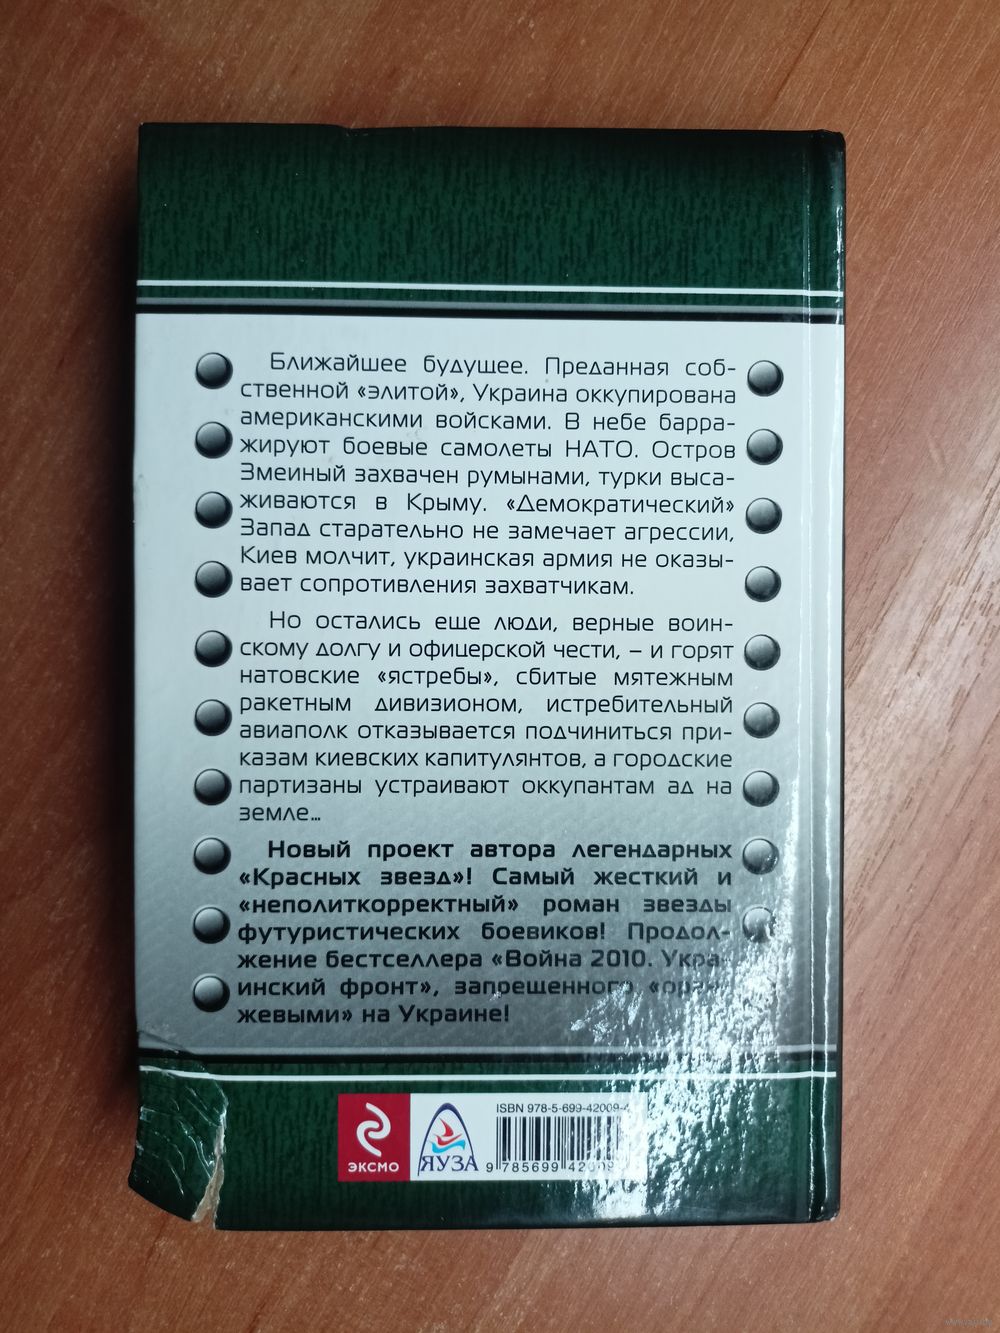 Ближайшее будущее. Преданная соб-
ственной «элитой», Украина оккупирована
американскими войсками. В небе барра-
жируют боевые самолеты НАТО. Остров
Змеиный захвачен румынами, турки выса-
живаются в Крыму. «Демократический»
Запад старательно не замечает агрессии,
Киев молчит, украинская армия не оказы-
вает сопротивления захватчикам.
Но остались еще люди, верные воин-
скому долгу и офицерской чести, – и горят
натовские «ястребы», сбитые мятежным
ракетным дивизионом, истребительный
авиаполк отказывается подчиниться при-
казам киевских капитулянтов, а городские
партизаны устраивают оккупантам ад на
земле...
Новый проект автора легендарных
«Красных звезд»! Самый жесткий и
«неполиткорректный» роман звезды
футуристических боевиков! Продол-
жение бестселлера «Война 2010. Укра-
инский фронт», запрещенного «оран-
жевыми» на Украине!
ISBN 978-5-699-42009-4
ЭКСМО
ЯУЗА
9 785699 42009